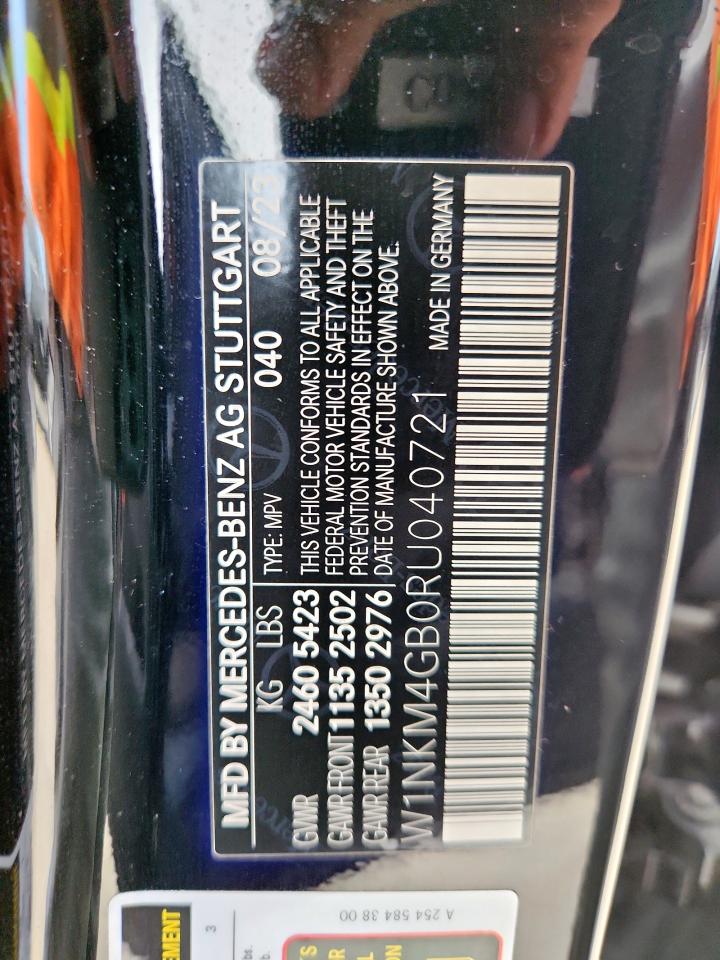 MFD BY MERCEDES-BENZ AG STUTTGART
KG LBS
GVWR 2460 5423
GAWR FRONT 1135 2502
GAWR REAR 1350 2976
TYPE: MPV 040 08/23
THIS VEHICLE CONFORMS TO ALL APPLICABLE
FEDERAL MOTOR VEHICLE SAFETY AND THEFT
PREVENTION STANDARDS IN EFFECT ON THE
DATE OF MANUFACTURE SHOWN ABOVE.
W1NKM4GB0RU040721 MADE IN GERMANY
A 254 584 38 00
3